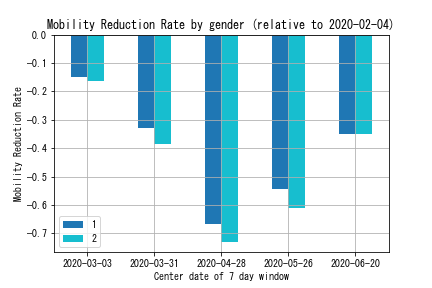 Mobility Reduction Rate by gender (relative to 2020-02-04)
0.0
-0.1
-0.2
-0.3
-0.4
-0.5
-0.6
-0.7
Mobility Reduction Rate
1
2
2020-03-03 2020-03-31 2020-04-28 2020-05-26 2020-06-20
Center date of 7 day window